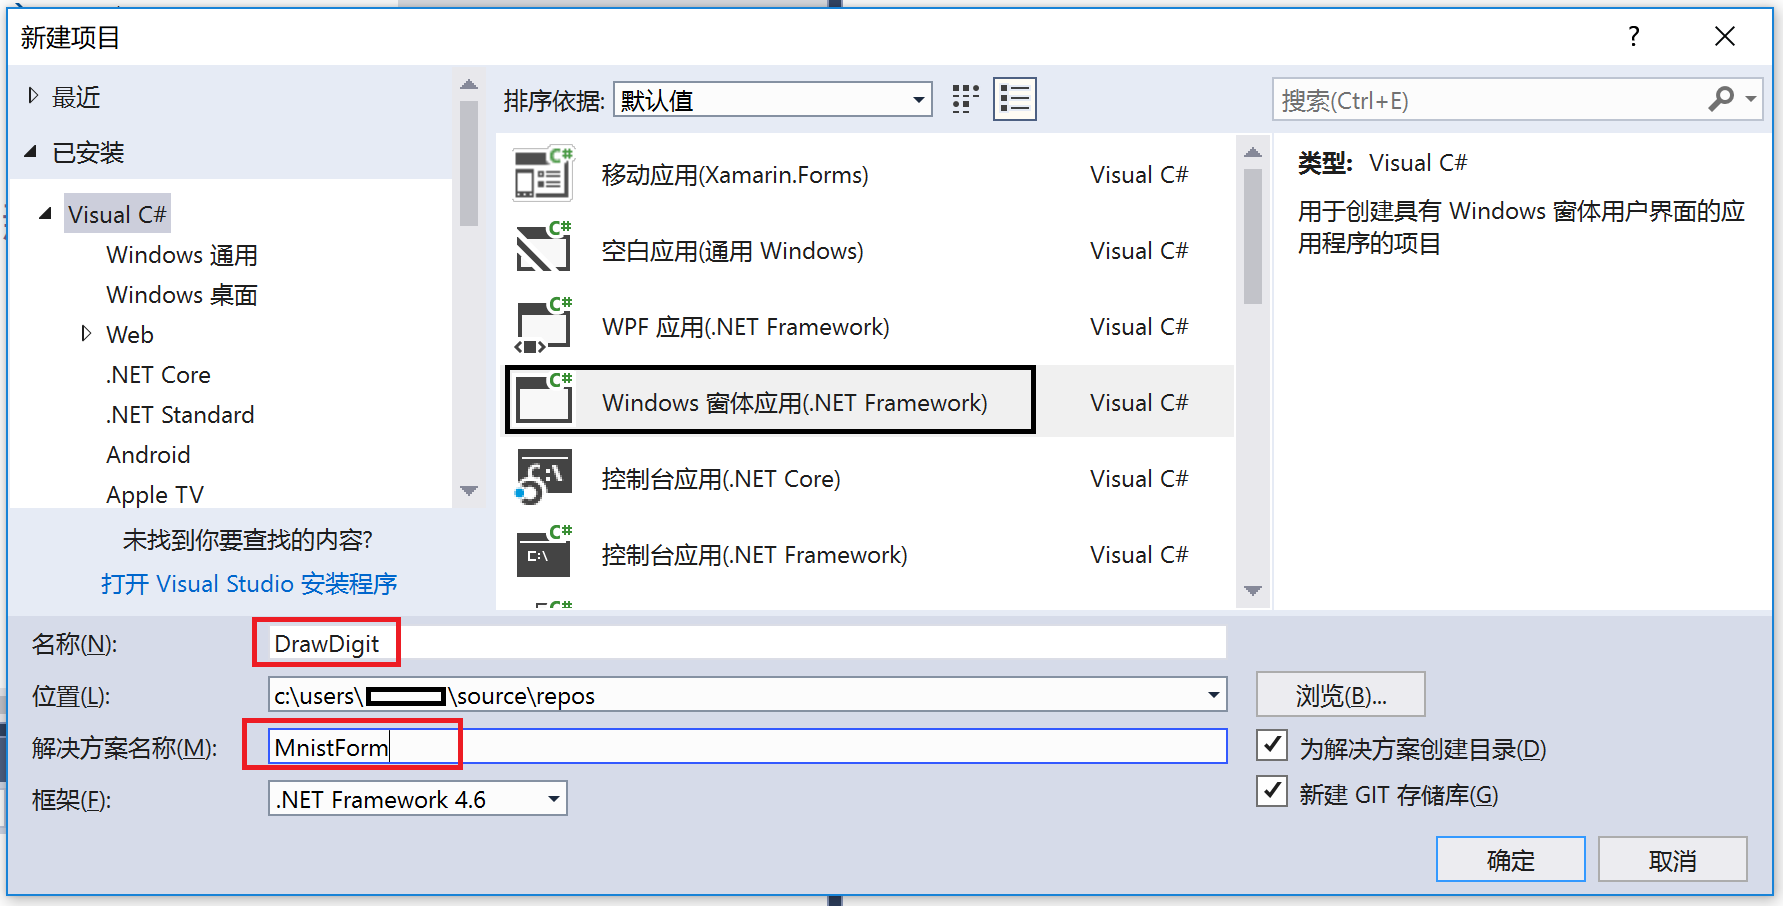 新建项目
?
最近
已安装
Visual C#
Windows 通用
Windows 桌面
Web
.NET Core
.NET Standard
Android
Apple TV
未找到你要查找的内容?
打开 Visual Studio 安装程序
排序依据: 默认值
搜索(Ctrl+E)
C# 移动应用(Xamarin.Forms) Visual C#
C# 空白应用(通用 Windows) Visual C#
C# WPF 应用(.NET Framework) Visual C#
C# Windows 窗体应用(.NET Framework) Visual C#
控制台应用(.NET Core) Visual C#
C# C:\ 控制台应用(.NET Framework) Visual C#
类型: Visual C#
用于创建具有 Windows 窗体用户界面的应
用程序的项目
名称(N): DrawDigit
位置(L): c:\users\ \source\repos
浏览(B)...
解决方案名称(M): MnistForm
为解决方案创建目录(D)
框架(F): .NET Framework 4.6
新建 GIT 存储库(G)
确定
取消